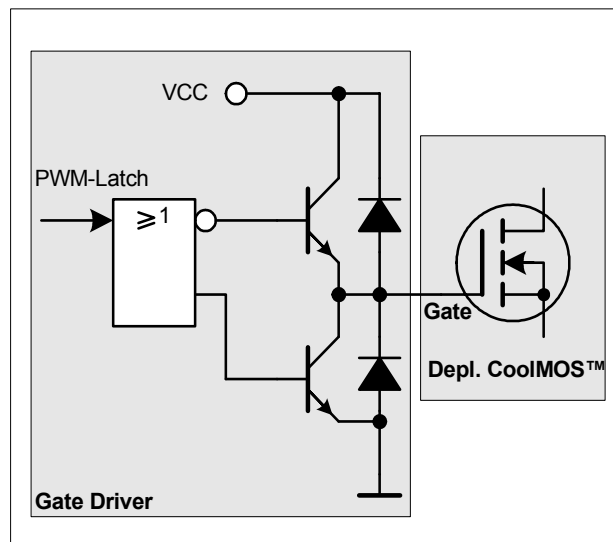 VCC
PWM-Latch
≥1
Gate
Depl. CoolMOS™
Gate Driver